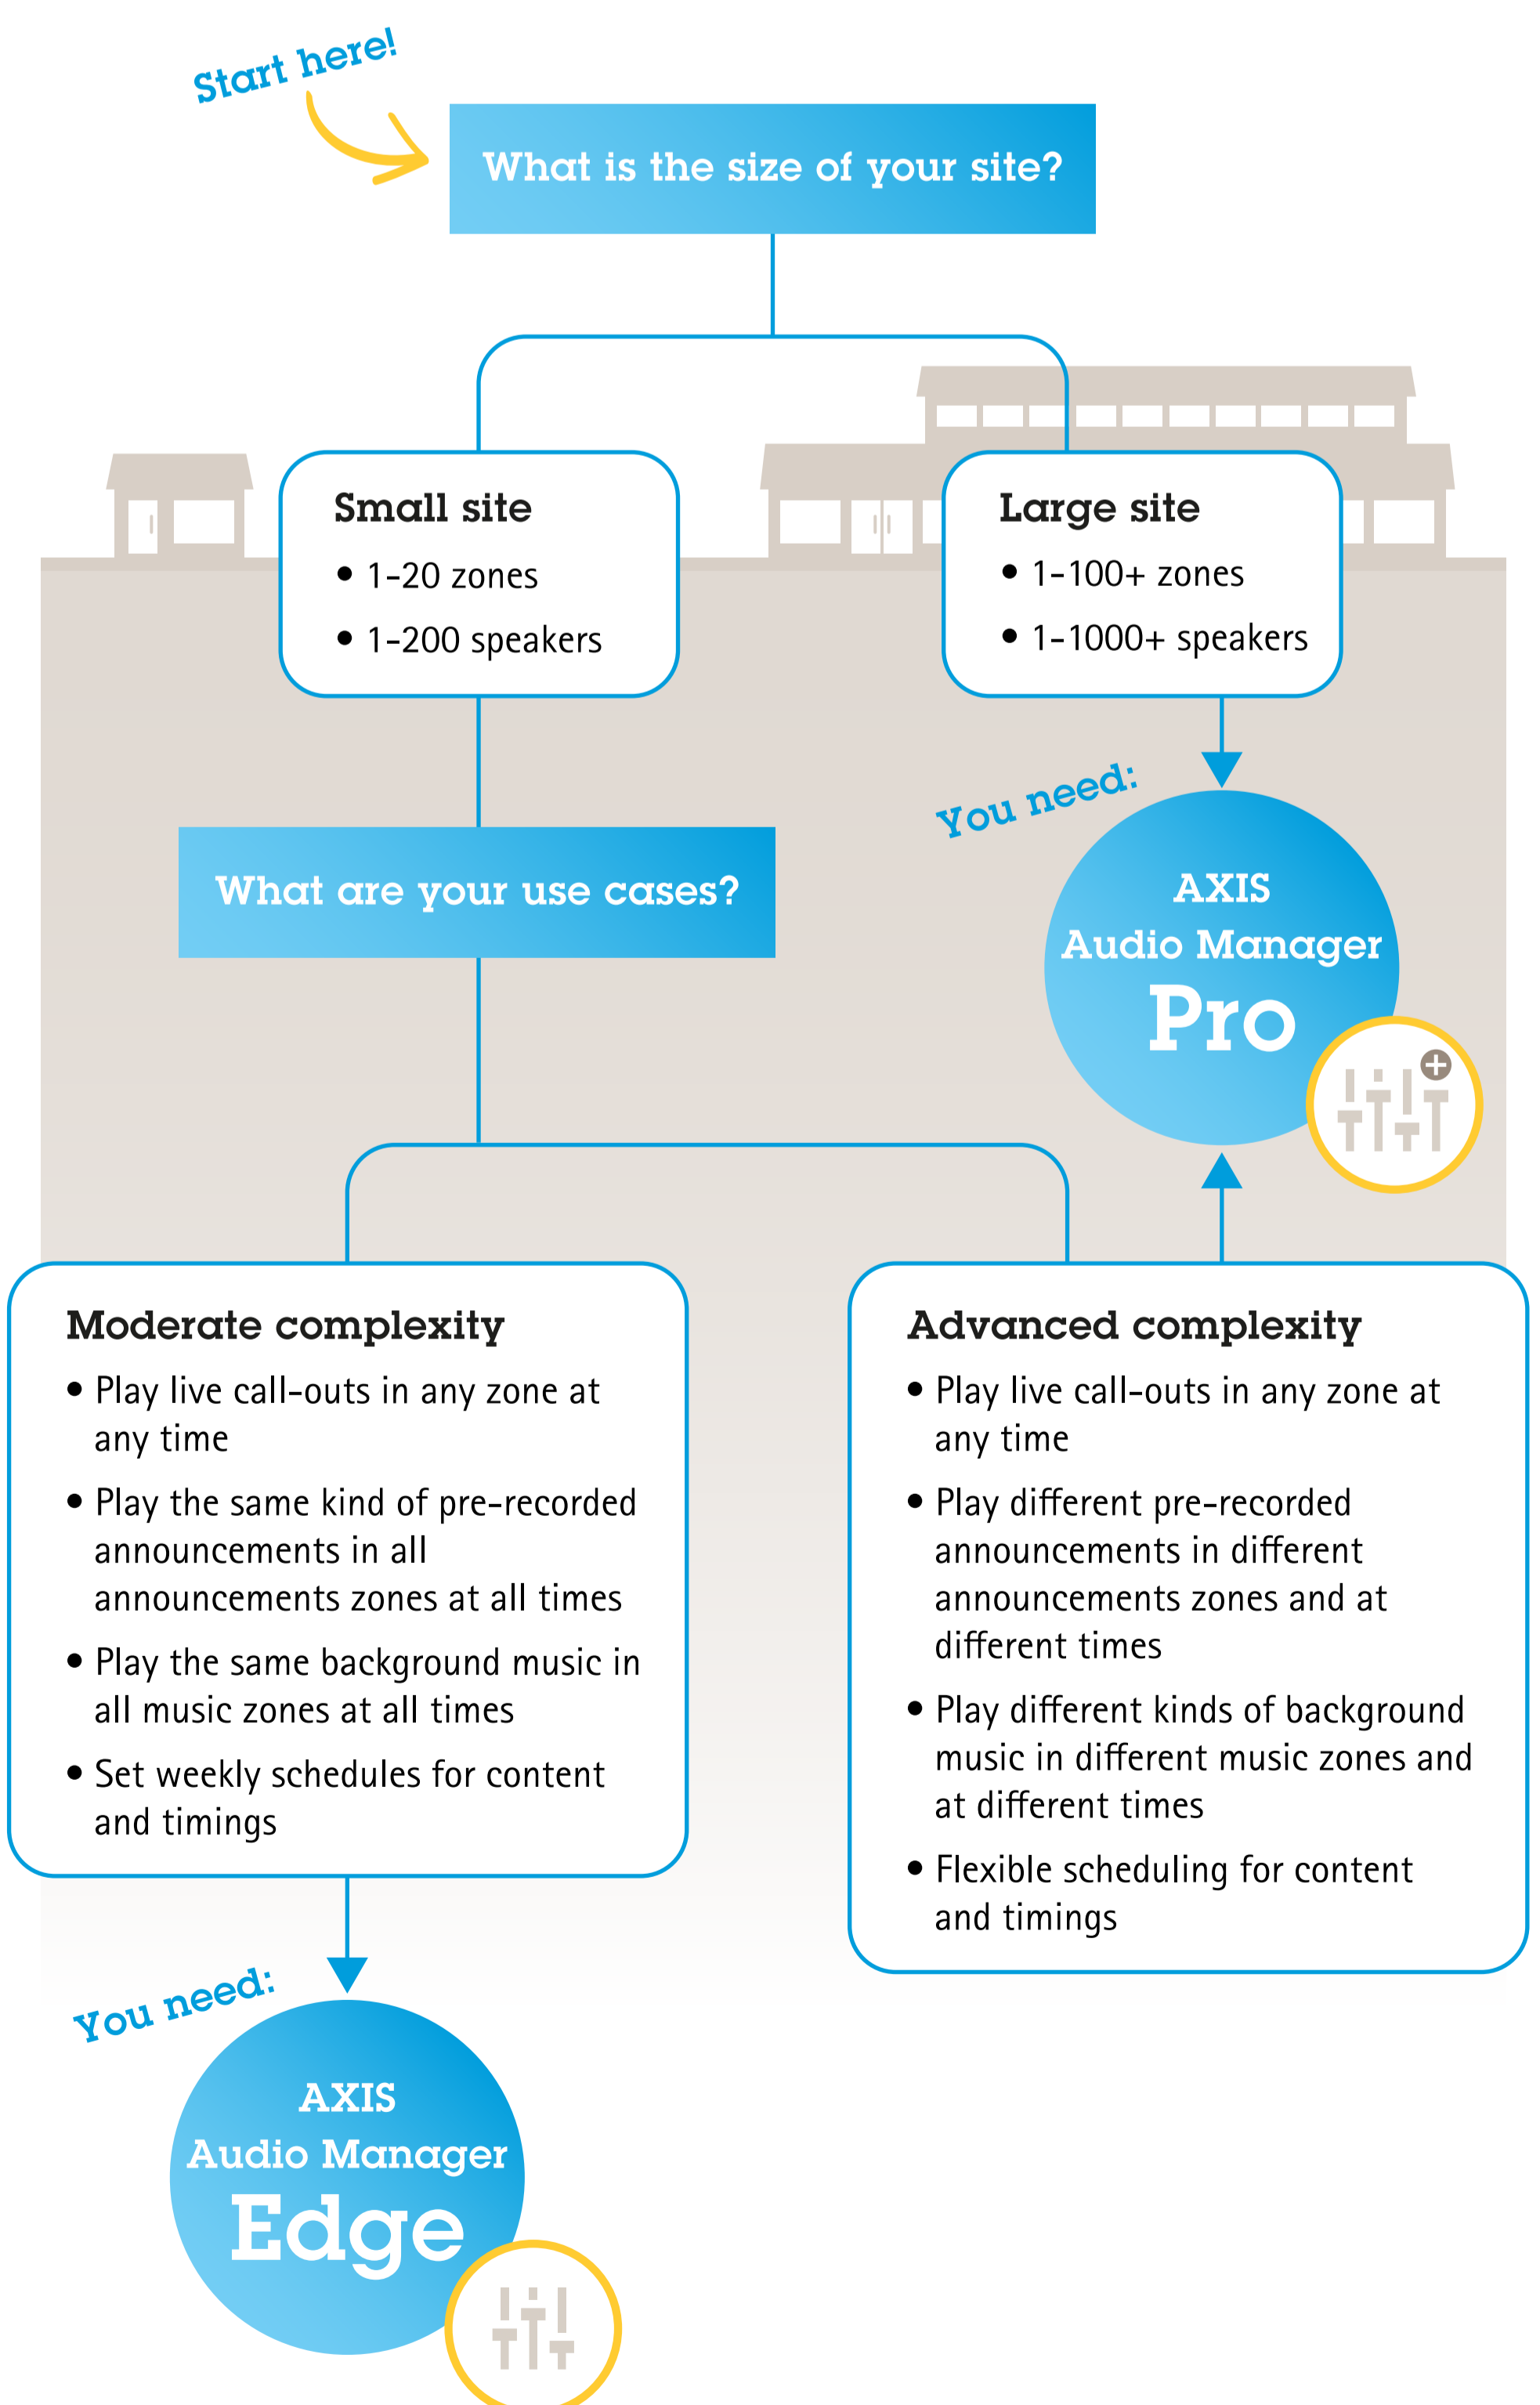 Start here!
What is the size of your site?
Small site
• 1-20 zones
• 1-200 speakers
Large site
• 1-100+ zones
• 1-1000+ speakers
You need:
AXIS
Audio Manager
Pro
What are your use cases?
Moderate complexity
• Play live call-outs in any zone at
any time
• Play the same kind of pre-recorded
announcements in all
announcements zones at all times
• Play the same background music in
all music zones at all times
• Set weekly schedules for content
and timings
Advanced complexity
• Play live call-outs in any zone at
any time
• Play different pre-recorded
announcements in different
announcements zones and at
different times
• Play different kinds of background
music in different music zones and
at different times
• Flexible scheduling for content
and timings
You need:
AXIS
Audio Manager
Edge